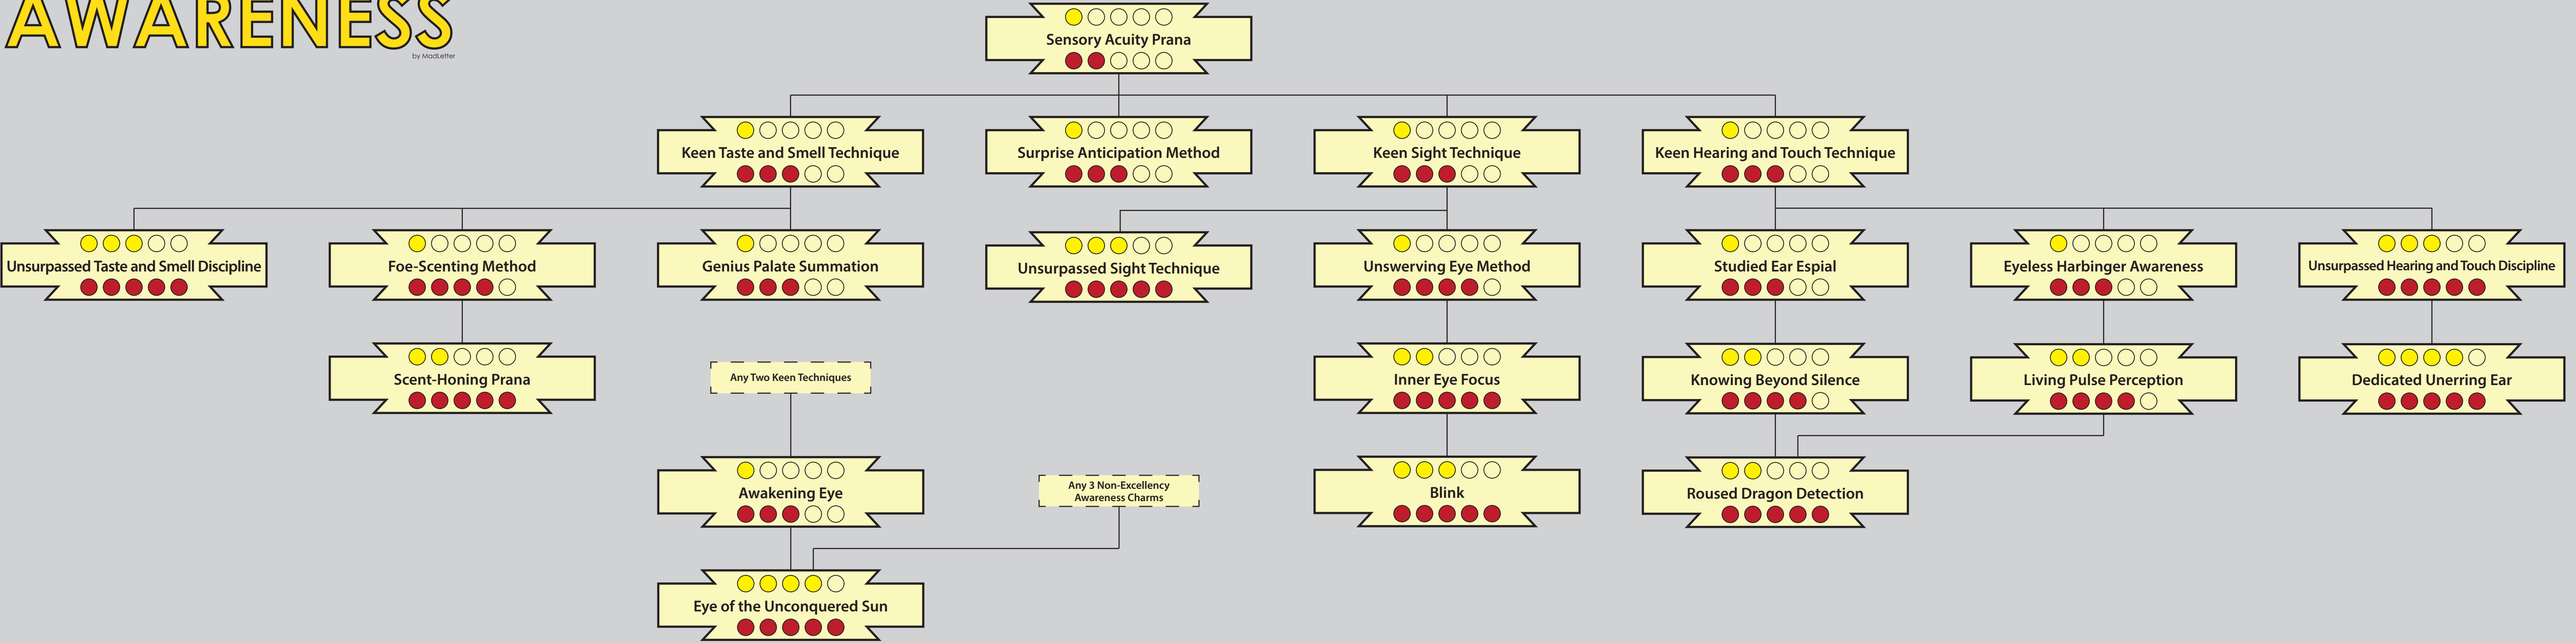 AWARENESS
by MadLetter
Sensory Acuity Prana
Keen Taste and Smell Technique
Surprise Anticipation Method
Keen Sight Technique
Keen Hearing and Touch Technique
Unsurpassed Taste and Smell Discipline
Foe-Scenting Method
Genius Palate Summation
Unsurpassed Sight Technique
Unswerving Eye Method
Studied Ear Espial
Eyeless Harbinger Awareness
Unsurpassed Hearing and Touch Discipline
Scent-Honing Prana
Any Two Keen Techniques
Inner Eye Focus
Knowing Beyond Silence
Living Pulse Perception
Dedicated Unerring Ear
Awakening Eye
Any 3 Non-Excellency
Awareness Charms
Blink
Roused Dragon Detection
Eye of the Unconquered Sun